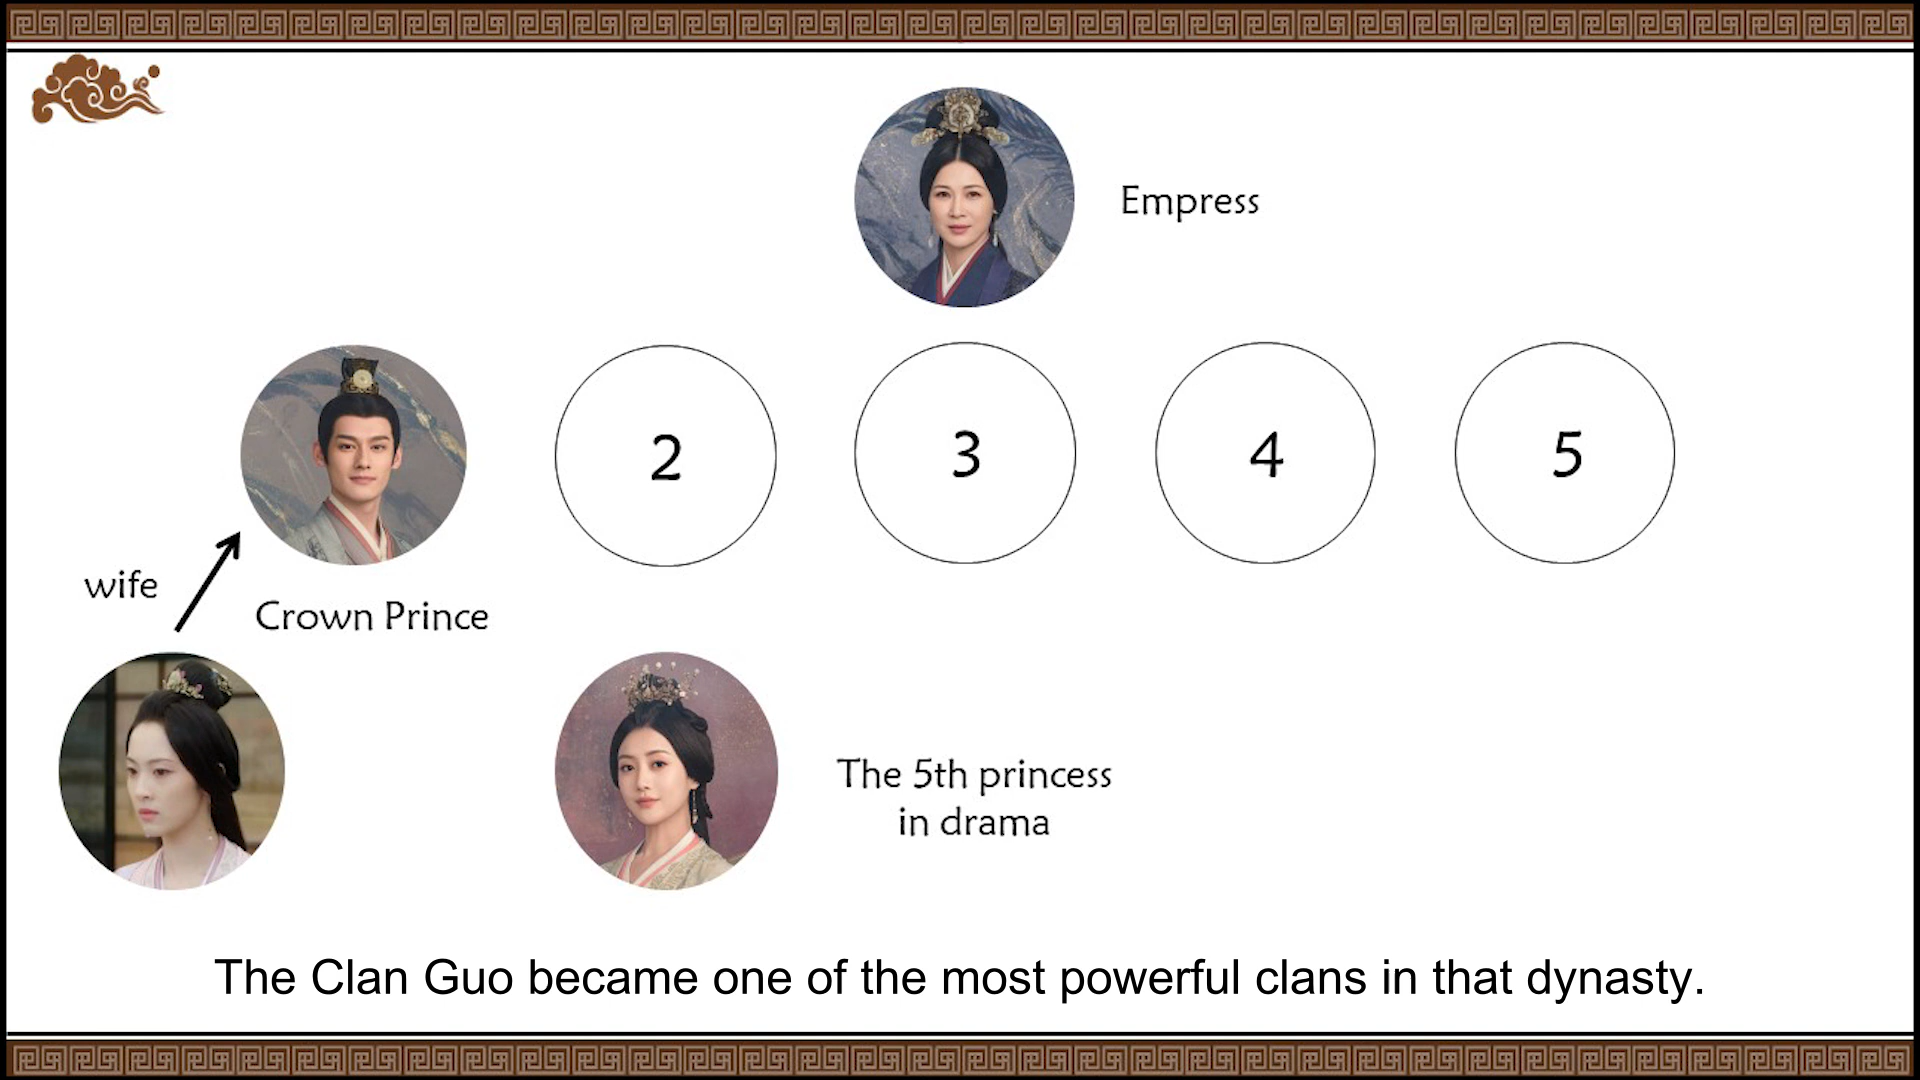 Empress
2
3
4
5
wife
Crown Prince
The 5th princess
in drama
The Clan Guo became one of the most powerful clans in that dynasty.